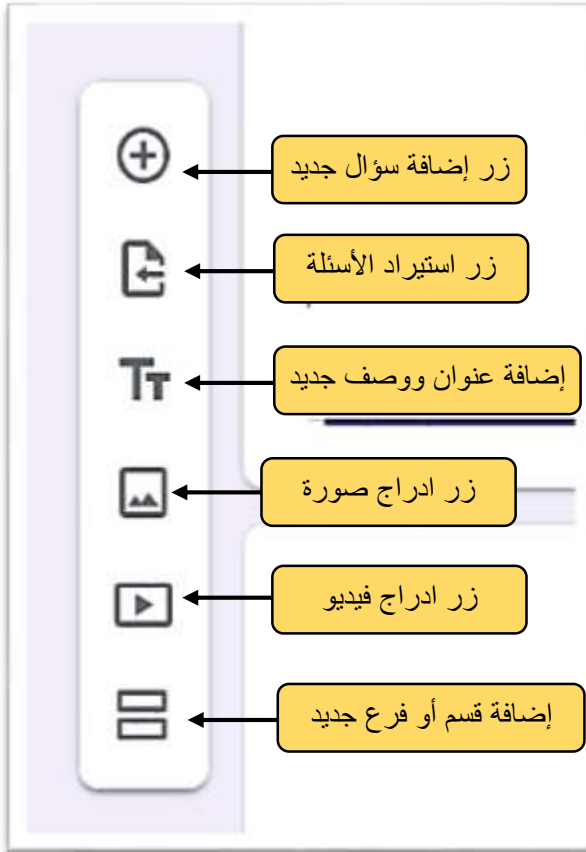 زر إضافة سؤال جديد
زر استيراد الأسئلة
إضافة عنوان ووصف جديد
زر ادراج صورة
زر ادراج فيديو
إضافة قسم أو فرع جديد